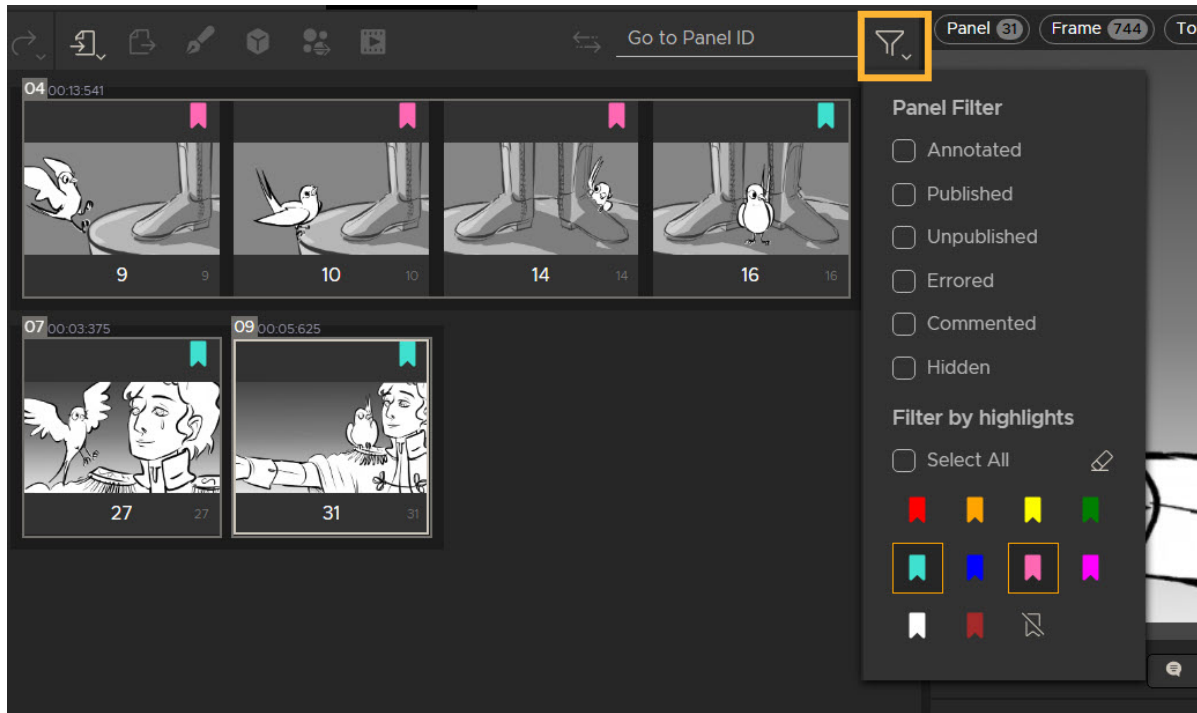 Go to Panel ID
Panel 31 Frame 744 To
04 00:13:541
9 9 10 10 14 14 16 16
07 00:03:375 09 00:05:625
27 27 31 31
Panel Filter
Annotated
Published
Unpublished
Errored
Commented
Hidden
Filter by highlights
Select All